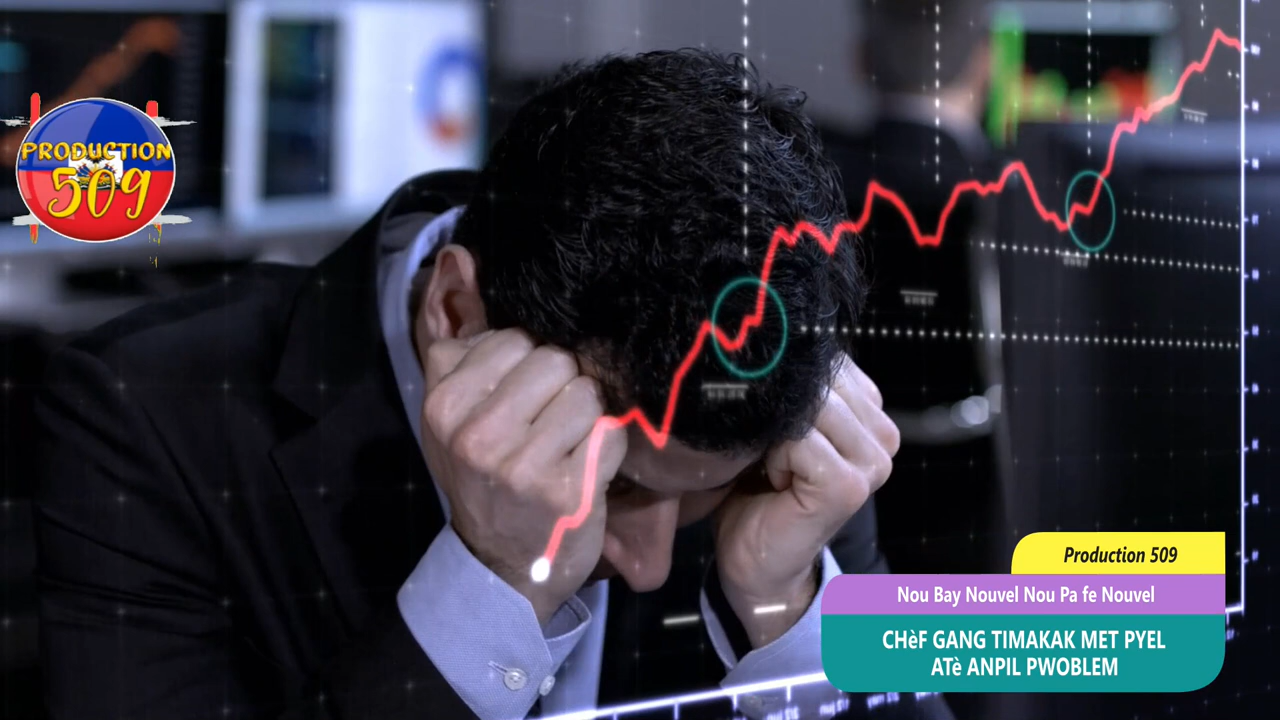 PRODUCTION
509
Production 509
Nou Bay Nouvel Nou Pa fe Nouvel
CHèF GANG TIMAKAK MET PYEL
ATè ANPIL PWOBLEM